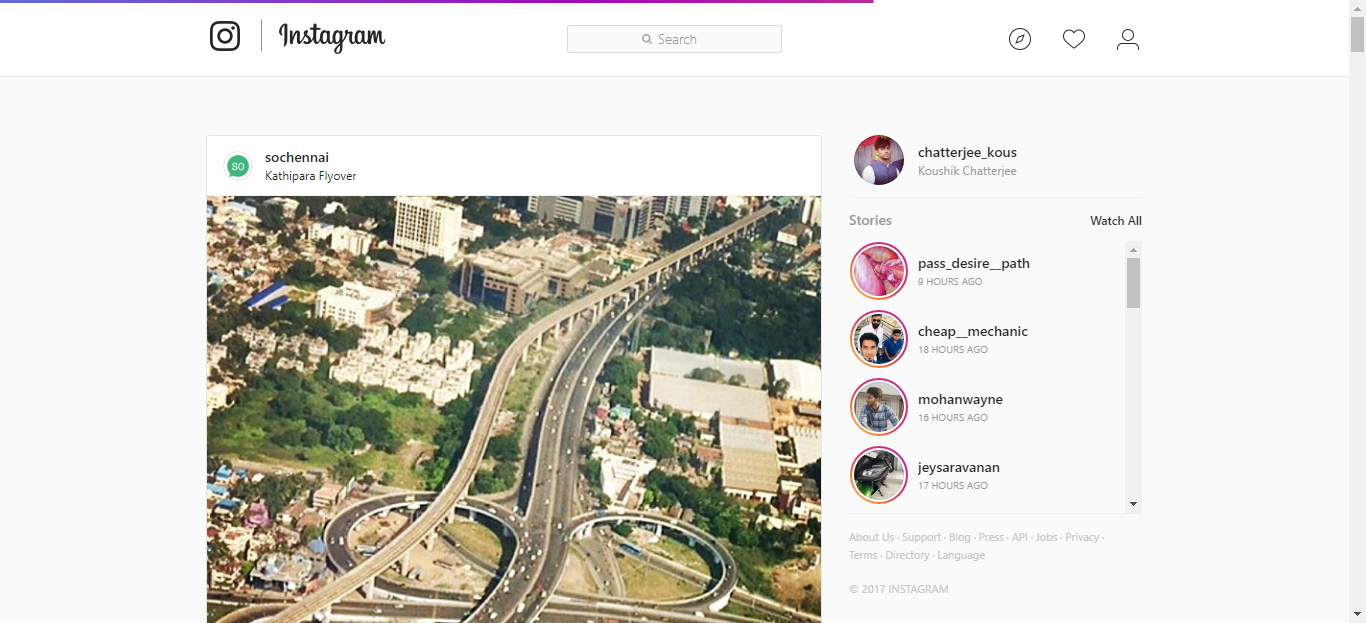 Instagram
Search
SO
sochennai
Kathipara Flyover
chatterjee_kous
Koushik Chatterjee
Stories
Watch All
pass_desire__path
9 HOURS AGO
cheap__mechanic
18 HOURS AGO
mohanwayne
16 HOURS AGO
jeysaravanan
17 HOURS AGO
About Us · Support · Blog · Press · API · Jobs · Privacy ·
Terms · Directory · Language
© 2017 INSTAGRAM